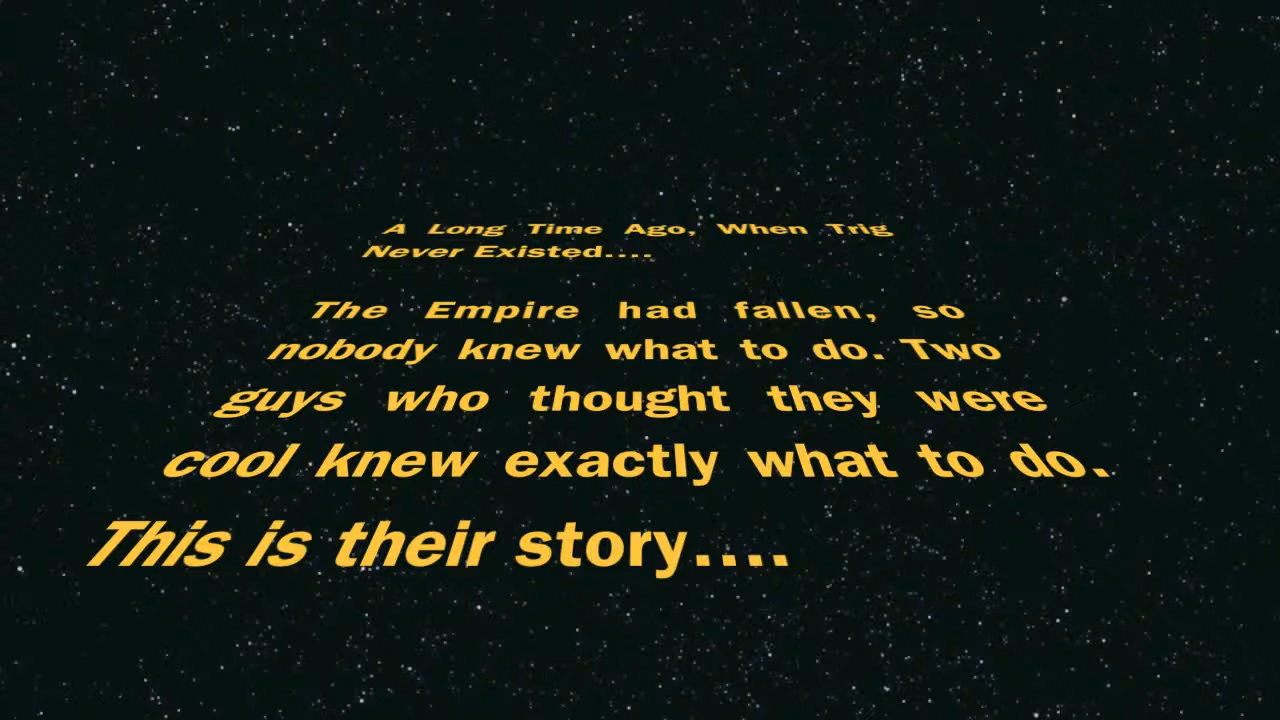 A Long Time Ago, When Trig
Never Existed....
The Empire had fallen, so
nobody knew what to do. Two
guys who thought they were
cool knew exactly what to do.
This is their story....